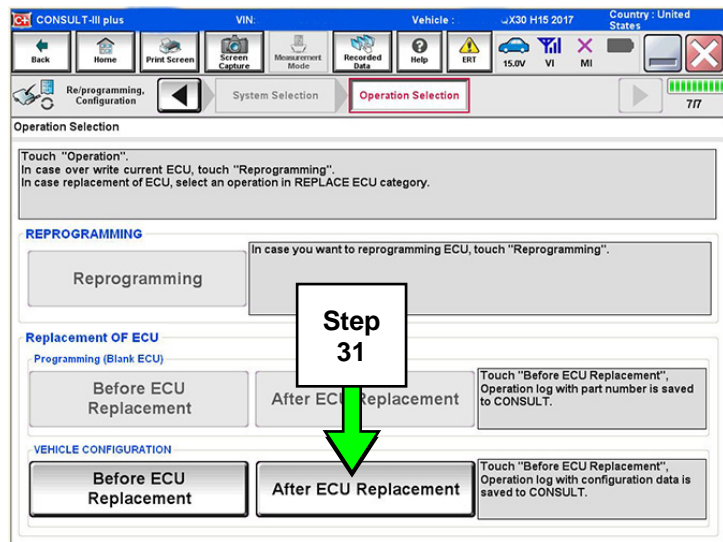 C+ CONSULT-III plus VIN: Vehicle : QX30 H15 2017 Country : United States
Back Home Print Screen Screen Capture Measurement Mode Recorded Data Help ERT 15.0V VI MI
Re/programming, Configuration System Selection Operation Selection 7/7
Operation Selection
Touch "Operation".
In case over write current ECU, touch "Reprogramming".
In case replacement of ECU, select an operation in REPLACE ECU category.
REPROGRAMMING
Reprogramming
In case you want to reprogramming ECU, touch "Reprogramming".
Step
31
Replacement OF ECU
Programming (Blank ECU)
Before ECU
Replacement
After ECU Replacement
Touch "Before ECU Replacement",
Operation log with part number is saved
to CONSULT.
VEHICLE CONFIGURATION
Before ECU
Replacement
After ECU Replacement
Touch "Before ECU Replacement",
Operation log with configuration data is
saved to CONSULT.